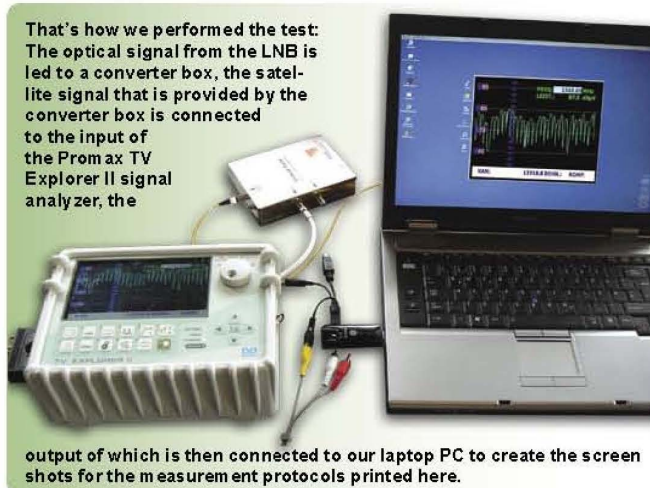 That's how we performed the test:
The optical signal from the LNB is
led to a converter box, the satel-
lite signal that is provided by the
converter box is connected
to the input of
the Promax TV
Explorer II signal
analyzer, the
TV EXPLORER II
output of which is then connected to our laptop PC to create the screen
shots for the measurement protocols printed here.